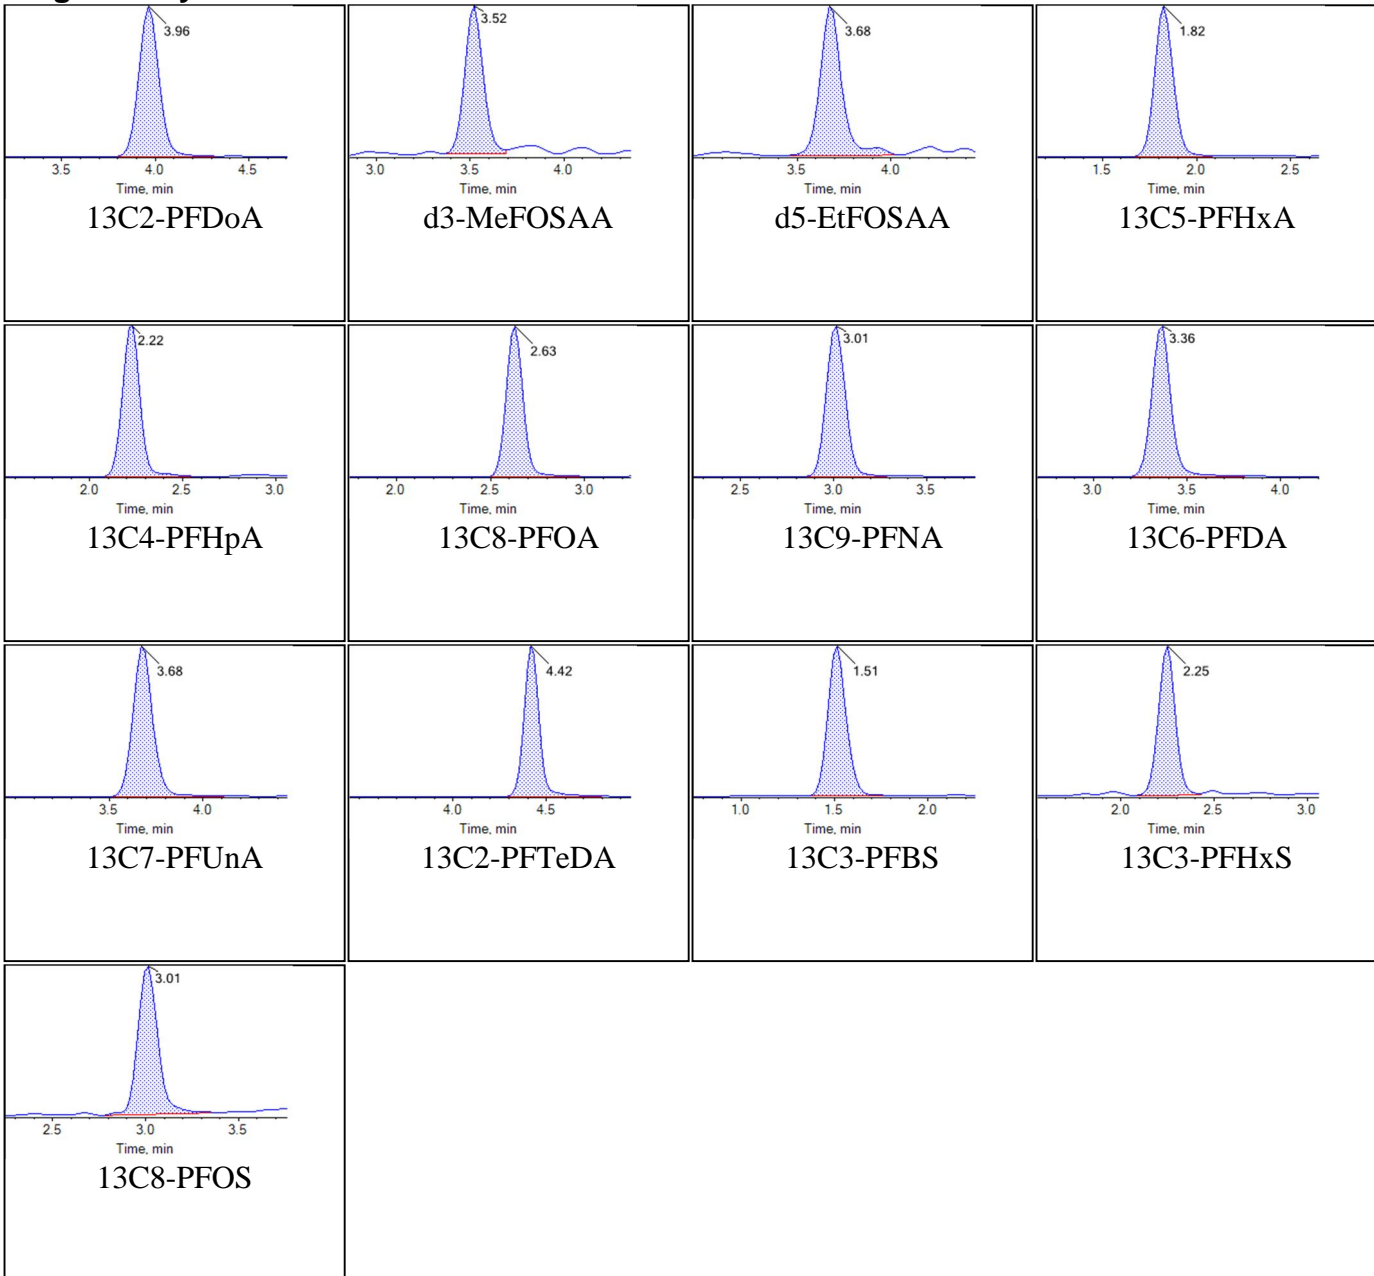 3.96
3.5 4.0 4.5
Time, min
13C2-PFDoA
3.52
3.0 3.5 4.0
Time, min
d3-MeFOSAA
3.68
3.5 4.0
Time, min
d5-EtFOSAA
1.82
1.5 2.0 2.5
Time, min
13C5-PFHxA
2.22
2.0 2.5 3.0
Time, min
13C4-PFHpA
2.63
2.0 2.5 3.0
Time, min
13C8-PFOA
3.01
2.5 3.0 3.5
Time, min
13C9-PFNA
3.36
3.0 3.5 4.0
Time, min
13C6-PFDA
3.68
3.5 4.0
Time, min
13C7-PFUnA
4.42
4.0 4.5
Time, min
13C2-PFTeDA
1.51
1.0 1.5 2.0
Time, min
13C3-PFBS
2.25
2.0 2.5 3.0
Time, min
13C3-PFHxS
3.01
2.5 3.0 3.5
Time, min
13C8-PFOS